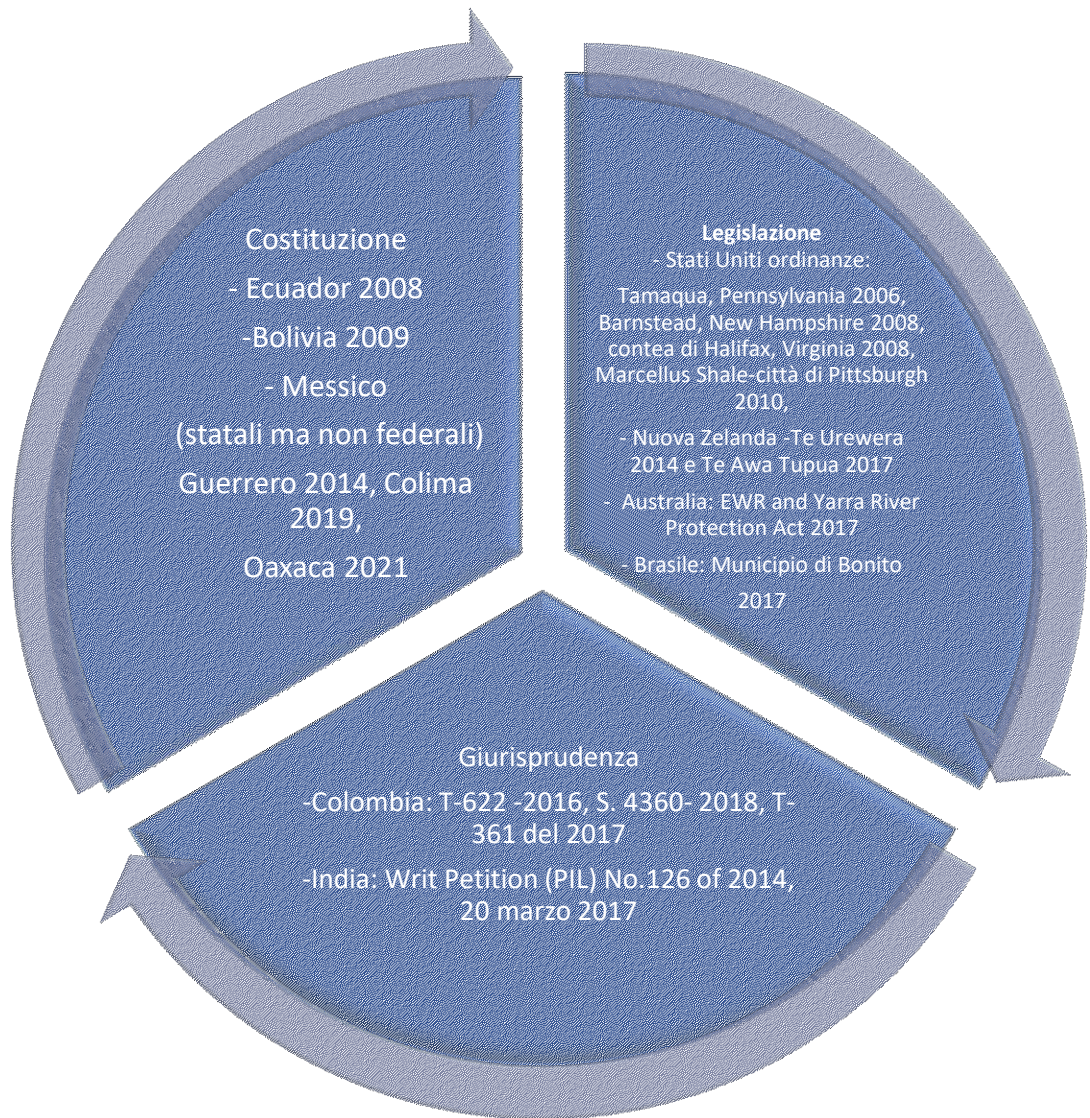 Costituzione
- Ecuador 2008
-Bolivia 2009
- Messico
(statali ma non federali)
Guerrero 2014, Colima
2019,
Oaxaca 2021
Legislazione
- Stati Uniti ordinanze:
Tamaqua, Pennsylvania 2006,
Barnstead, New Hampshire 2008,
contea di Halifax, Virginia 2008,
Marcellus Shale-città di Pittsburgh
2010,
- Nuova Zelanda -Te Urewera
2014 e Te Awa Tupua 2017
- Australia: EWR and Yarra River
Protection Act 2017
- Brasile: Municipio di Bonito
2017
Giurisprudenza
-Colombia: T-622 -2016, S. 4360- 2018, T-
361 del 2017
-India: Writ Petition (PIL) No.126 of 2014,
20 marzo 2017